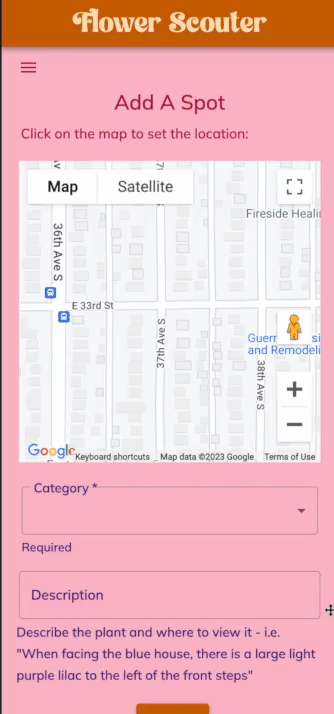 Flower Scouter
Add A Spot
Click on the map to set the location:
Map
Satellite
36th Ave S
Fireside Heali
E 33rd St
37th Ave S
38th Ave S
and Remodeli
Google
Keyboard shortcuts
Map data ©2023 Google
Terms of Use
Category *
Required
Description
Describe the plant and where to view it - i.e.
"When facing the blue house, there is a large light
purple lilac to the left of the front steps"